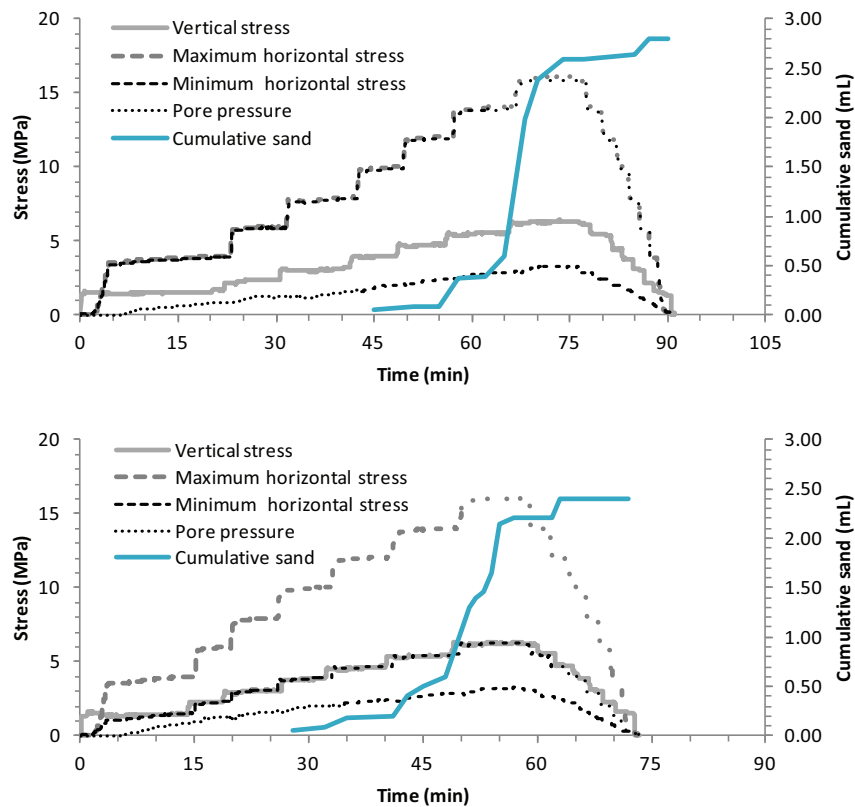 20
15
10
5
0
Stress (MPa)
Vertical stress
Maximum horizontal stress
Minimum horizontal stress
Pore pressure
Cumulative sand
3.00
2.50
2.00
1.50
1.00
0.50
0.00
Cumulative sand (mL)
0 15 30 45 60 75 90 105
Time (min)
20
15
10
5
0
Stress (MPa)
Vertical stress
Maximum horizontal stress
Minimum horizontal stress
Pore pressure
Cumulative sand
3.00
2.50
2.00
1.50
1.00
0.50
0.00
Cumulative sand (mL)
0 15 30 45 60 75 90
Time (min)